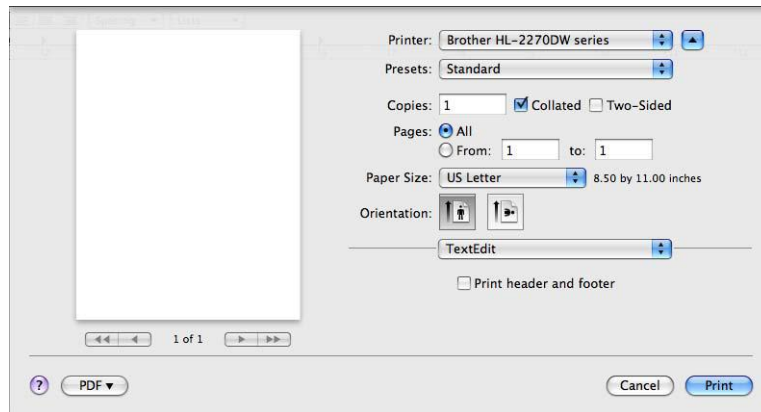 Printer: Brother HL-2270DW series
Presets: Standard
Copies: 1 Collated Two-Sided
Pages: All
From: 1 to: 1
Paper Size: US Letter 8.50 by 11.00 inches
Orientation:
TextEdit
Print header and footer
1 of 1
? PDF Cancel Print